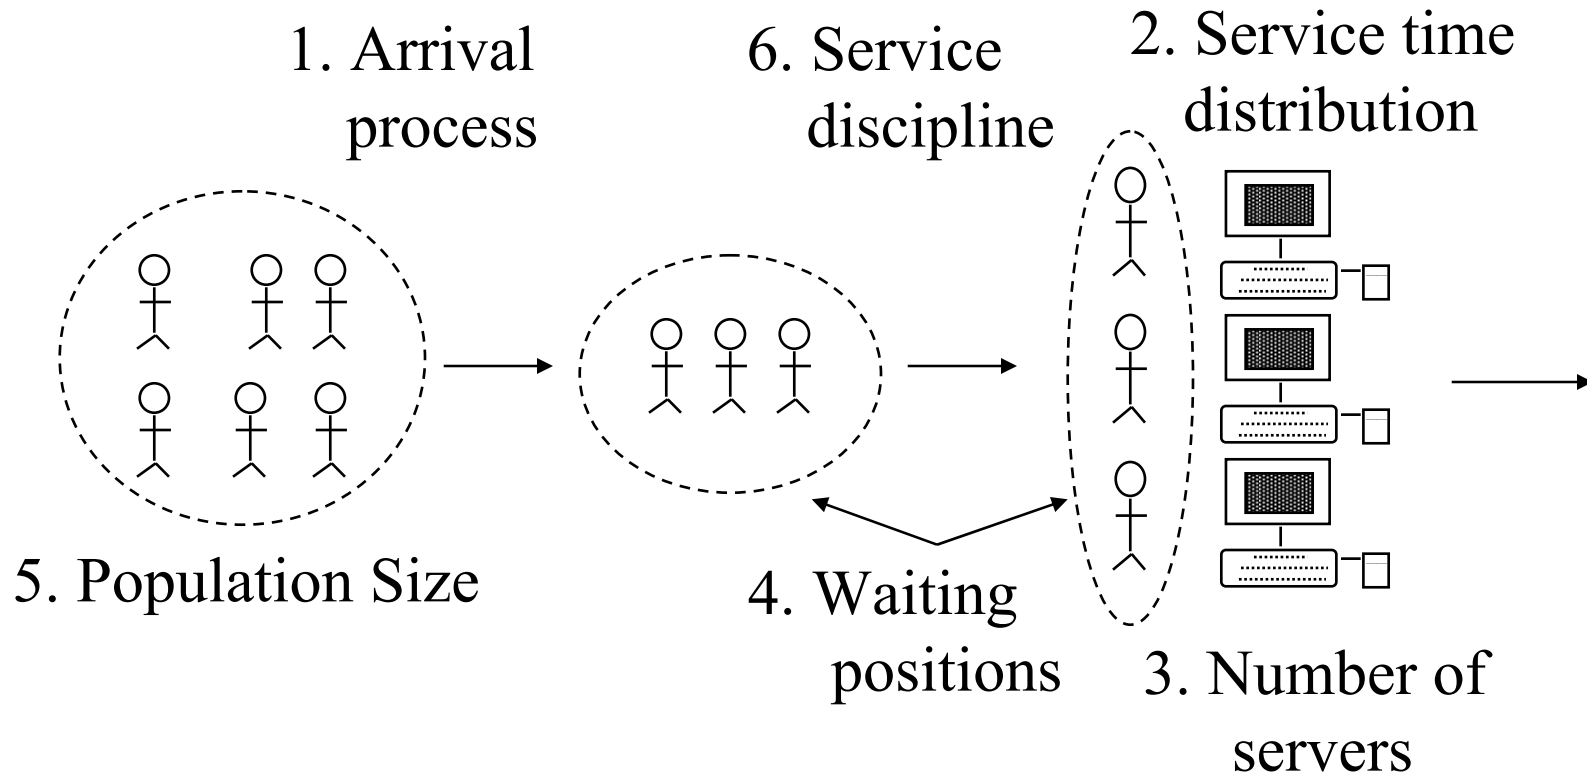 1. Arrival
process
6. Service
discipline
2. Service time
distribution
5. Population Size
4. Waiting
positions
3. Number of
servers